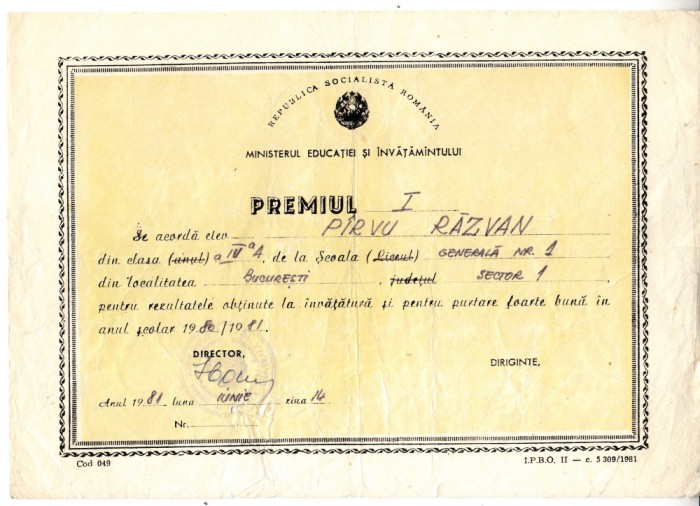 REPUBLICA SOCIALISTĂ ROMÂNIA
MINISTERUL EDUCAȚIEI ȘI ÎNVĂȚĂMÎNTULUI
PREMIUL I
Se acordă elev PÎRVU RĂZVAN
din clasa (anul) a IV a A, de la Școala (Liceul) GENERALĂ NR. 1
din localitatea BUCUREȘTI, județul SECTOR 1
pentru rezultatele obținute la învățătură și pentru purtare foarte bună în
anul școlar 1980/1981.
DIRECTOR,
DIRIGINTE,
Anul 1981 luna IUNIE ziua 14
Nr.
Cod 049
I.P.B.O. II — c. 5309/1981